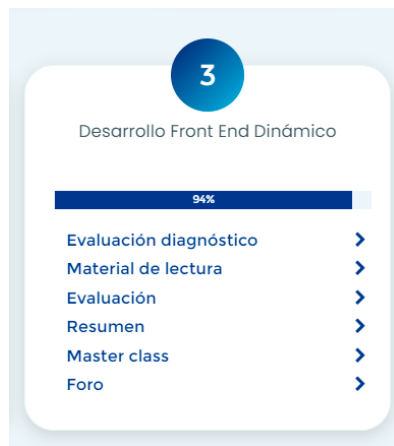 3
Desarrollo Front End Dinámico
94%
Evaluación diagnóstico
Material de lectura
Evaluación
Resumen
Master class
Foro